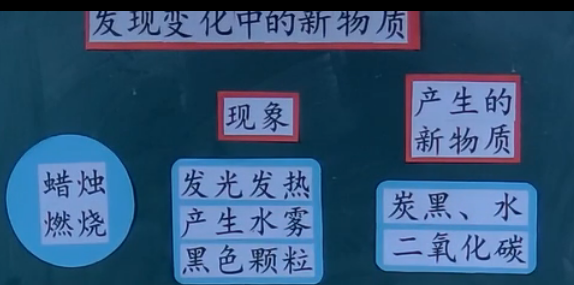 发现变化中的新物质
现象
产生的
新物质
蜡烛
燃烧
发光发热
产生水雾
黑色颗粒
炭黑、水
二氧化碳